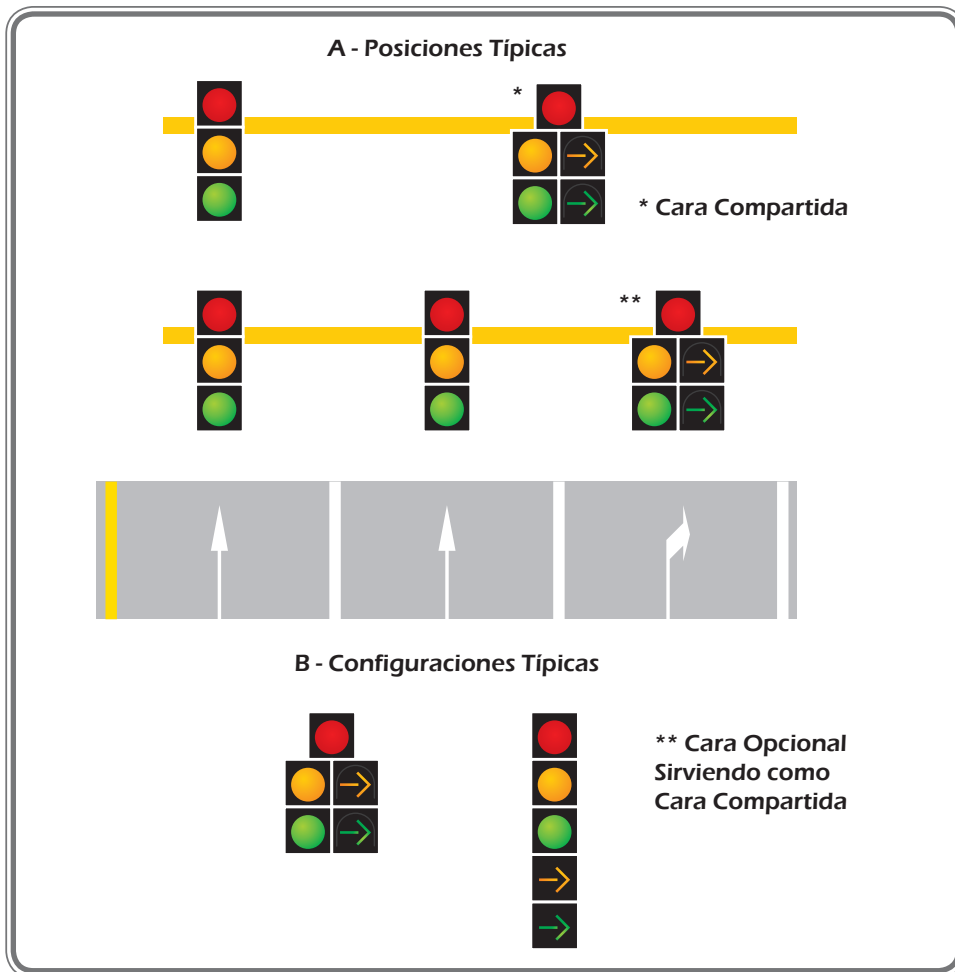 A - Posiciones Típicas
*
* Cara Compartida
**
B - Configuraciones Típicas
** Cara Opcional
Sirviendo como
Cara Compartida